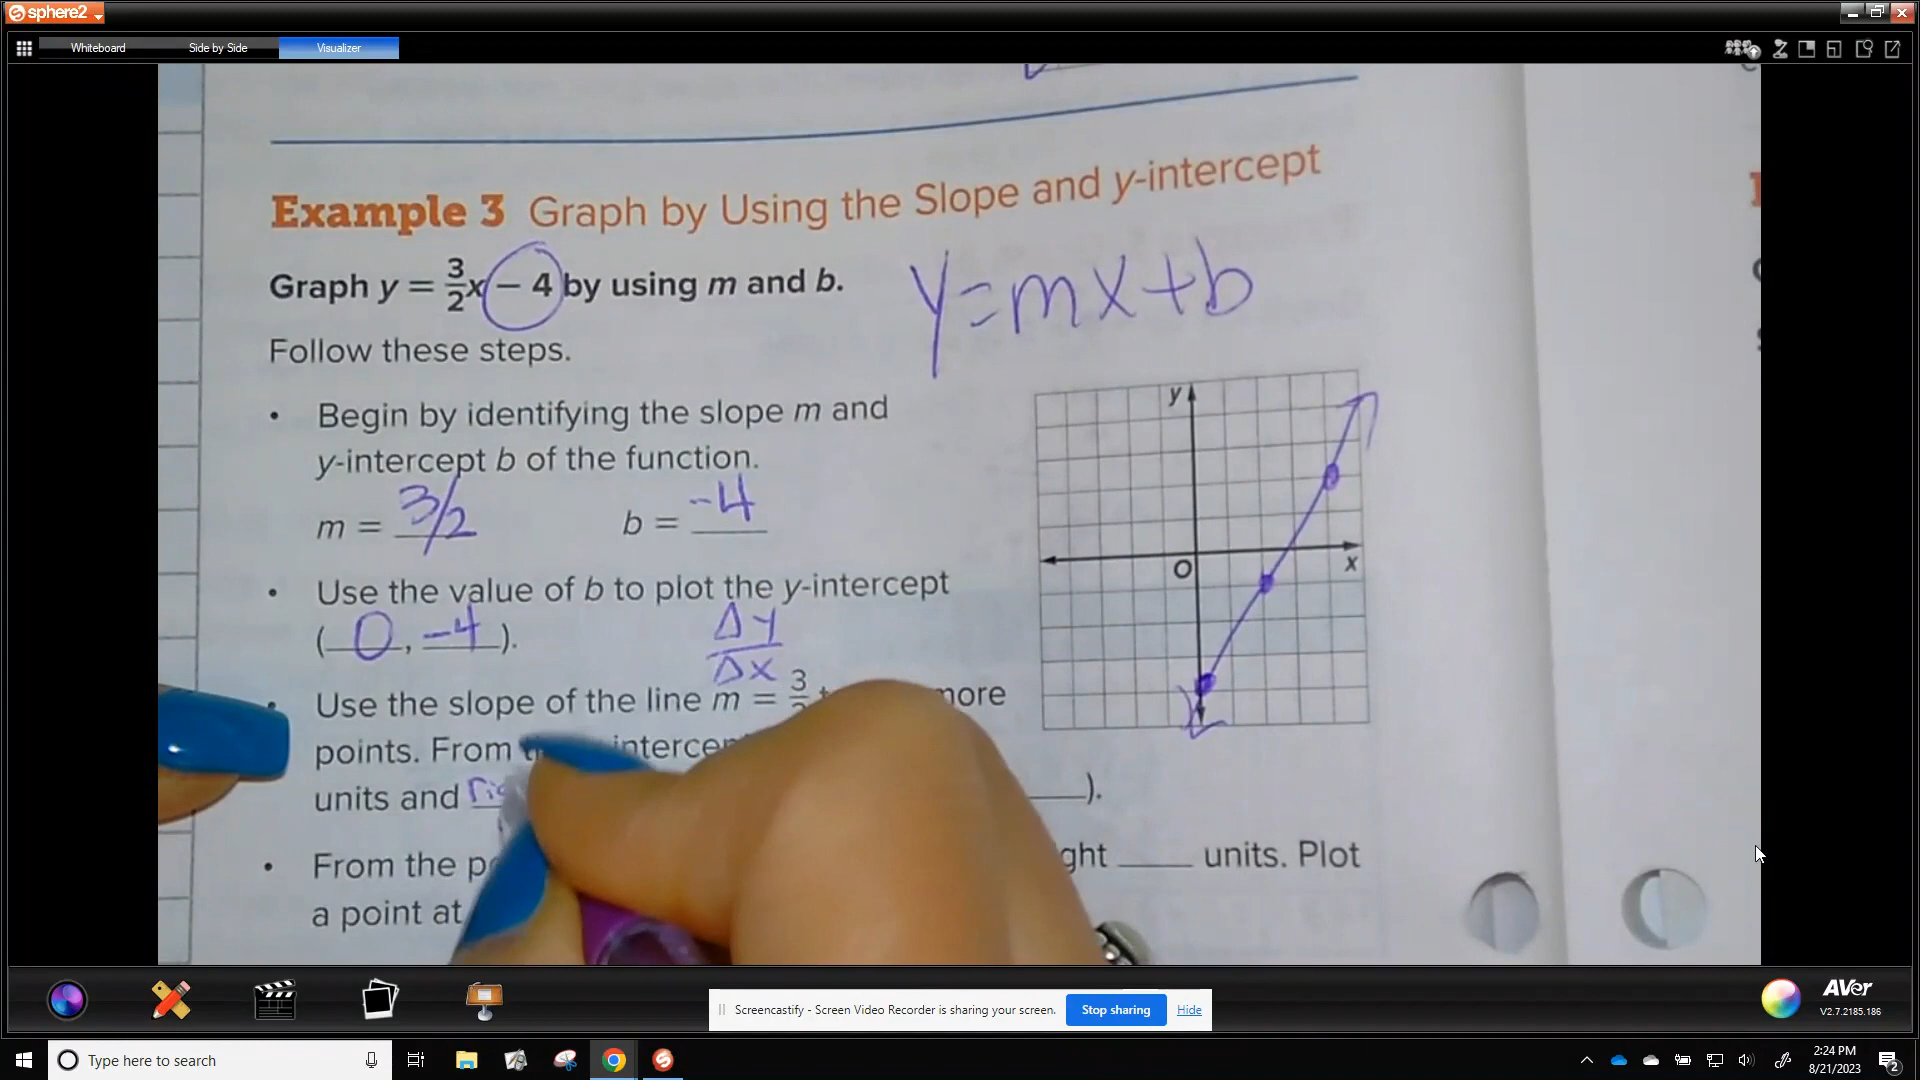 sphere2
Whiteboard Side by Side Visualizer
Example 3 Graph by Using the Slope and y-intercept
Graph y = 3/2x − 4 by using m and b.
y=mx+b
Follow these steps.
• Begin by identifying the slope m and
y-intercept b of the function.
m = 3/2 b = -4
• Use the value of b to plot the y-intercept
( 0 , -4 ).
Δy
Δx
y
O
x
• Use the slope of the line m = 3 more
points. From
units and ).
• From the units. Plot
a point at
Screencastify - Screen Video Recorder is sharing your screen. Stop sharing Hide
AVer
V2.7.2185.186
Type here to search
2:24 PM
8/21/2023
2